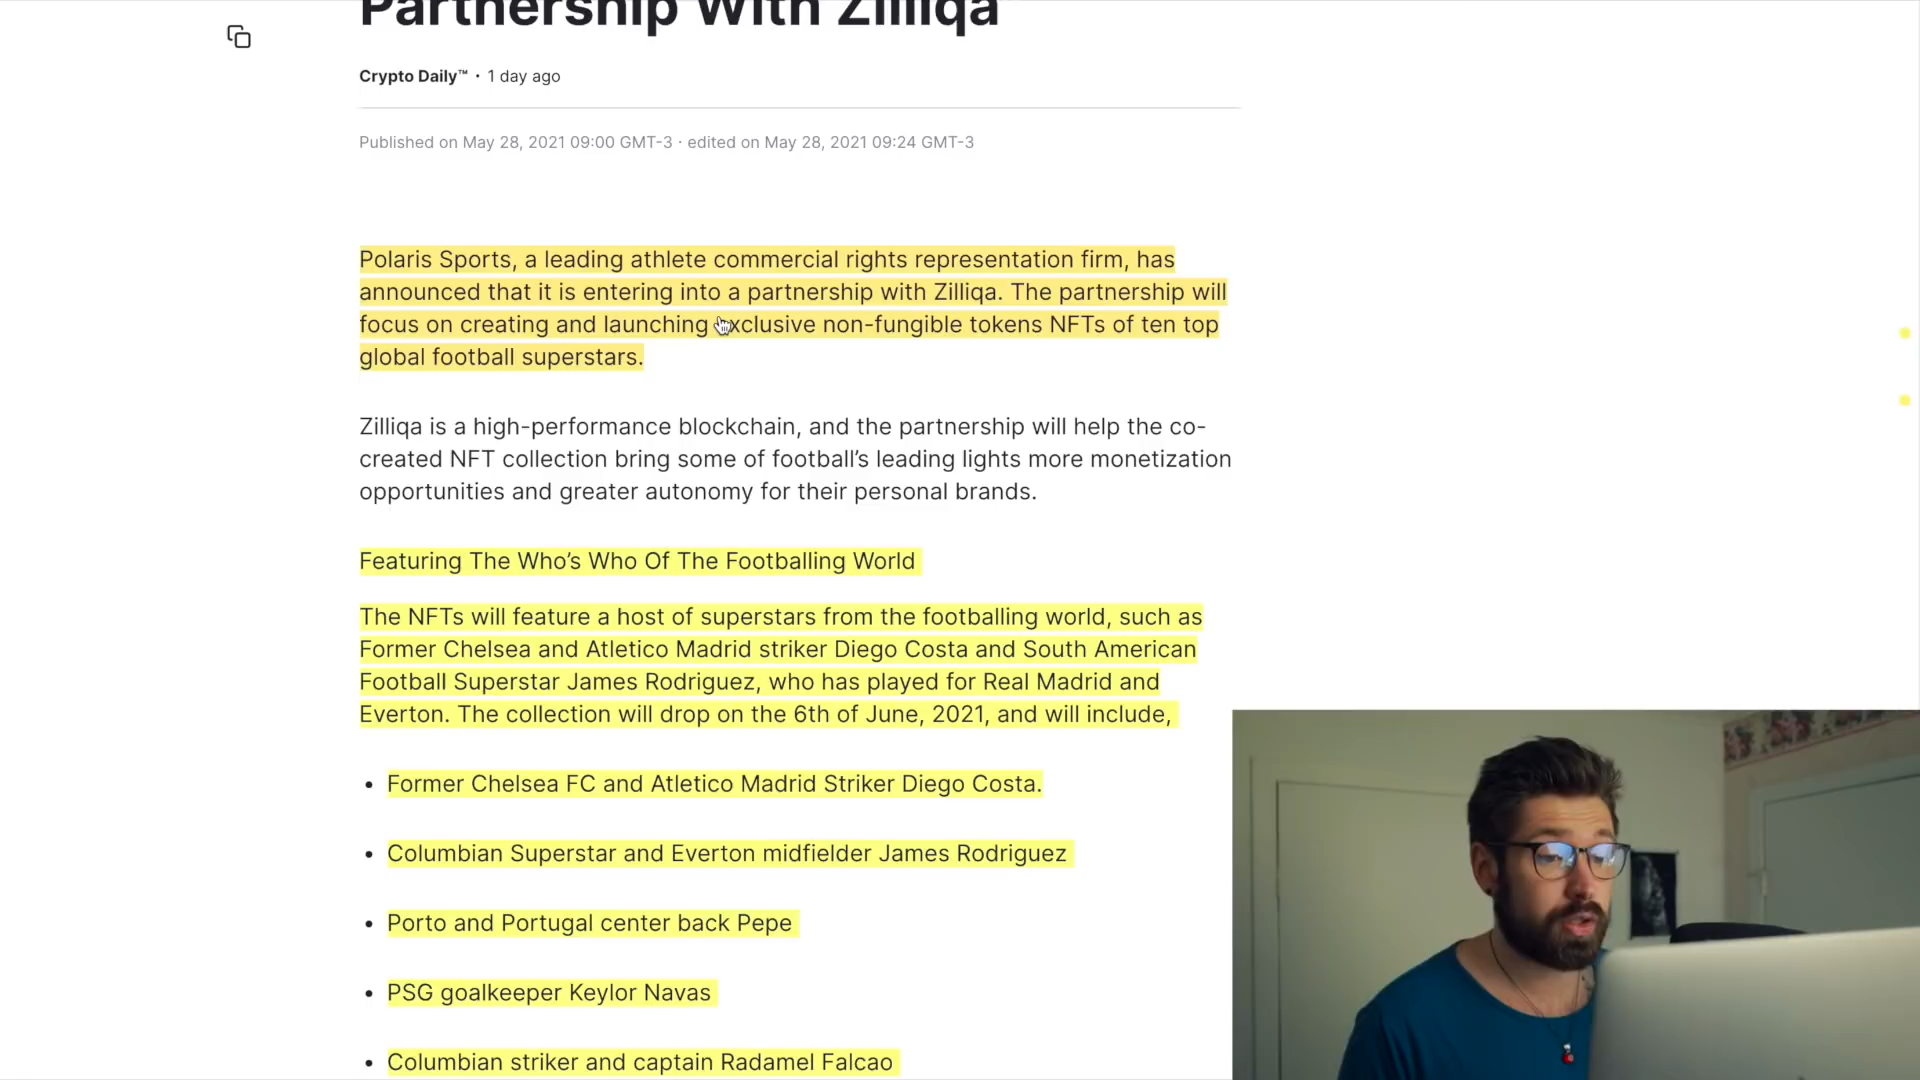 Partnership With Zilliqa
Crypto Daily™ · 1 day ago
Published on May 28, 2021 09:00 GMT-3 · edited on May 28, 2021 09:24 GMT-3
Polaris Sports, a leading athlete commercial rights representation firm, has
announced that it is entering into a partnership with Zilliqa. The partnership will
focus on creating and launching exclusive non-fungible tokens NFTs of ten top
global football superstars.
Zilliqa is a high-performance blockchain, and the partnership will help the co-
created NFT collection bring some of football’s leading lights more monetization
opportunities and greater autonomy for their personal brands.
Featuring The Who’s Who Of The Footballing World
The NFTs will feature a host of superstars from the footballing world, such as
Former Chelsea and Atletico Madrid striker Diego Costa and South American
Football Superstar James Rodriguez, who has played for Real Madrid and
Everton. The collection will drop on the 6th of June, 2021, and will include,
• Former Chelsea FC and Atletico Madrid Striker Diego Costa.
• Columbian Superstar and Everton midfielder James Rodriguez
• Porto and Portugal center back Pepe
• PSG goalkeeper Keylor Navas
• Columbian striker and captain Radamel Falcao